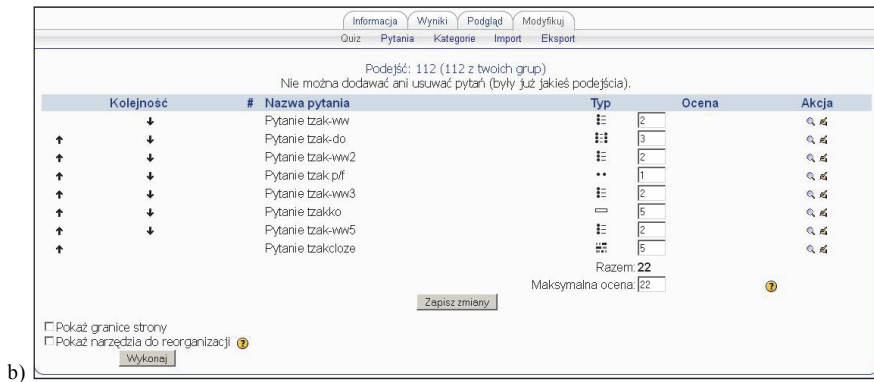 Informacja Wyniki Podgląd Modyfikuj
Quiz Pytania Kategorie Import Eksport
Podejść: 112 (112 z twoich grup)
Nie można dodawać ani usuwać pytań (były już jakieś podejścia).
Kolejność # Nazwa pytania Typ Ocena Akcja
Pytanie tzak-ww 2
Pytanie tzak-do 3
Pytanie tzak-ww2 2
Pytanie tzak p/f 1
Pytanie tzak-ww3 2
Pytanie tzakko 5
Pytanie tzak-ww5 2
Pytanie tzakcloze 5
Razem: 22
Maksymalna ocena: 22 ?
Zapisz zmiany
Pokaż granice strony
Pokaż narzędzia do reorganizacji ?
Wykonaj
b)